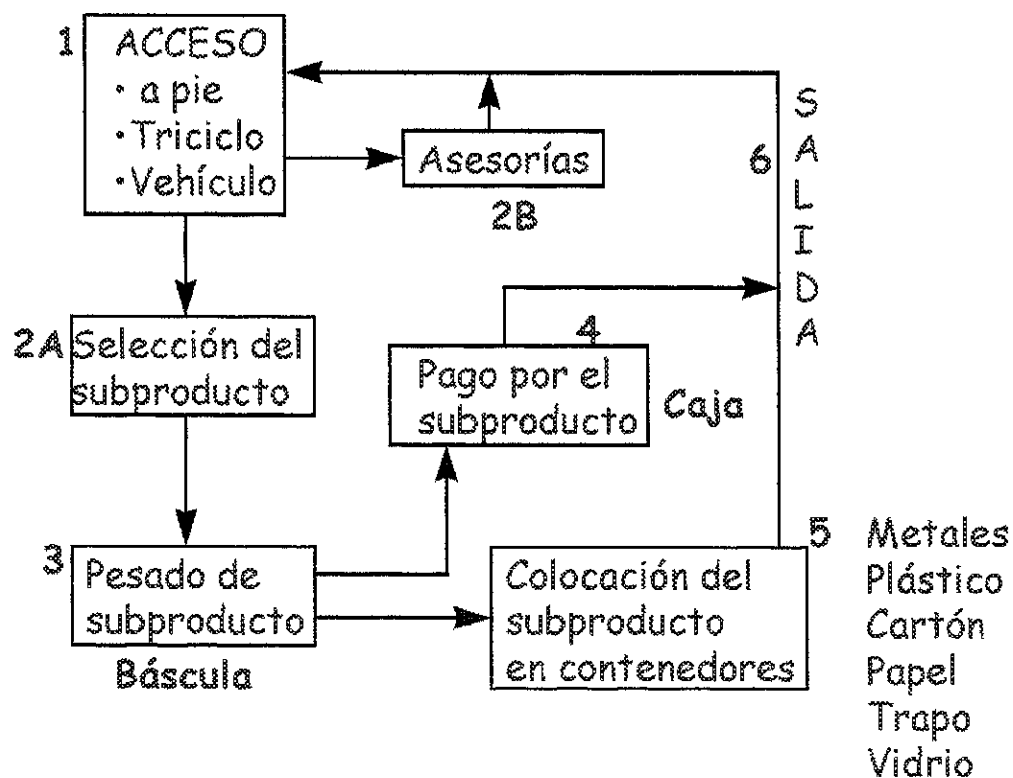 1
ACCESO
· a pie
·Triciclo
·Vehículo
Asesorías
2B
6
S
A
L
I
D
A
2A
Selección del
subproducto
4
Pago por el
subproducto
Caja
3
Pesado de
subproducto
Báscula
5
Colocación del
subproducto
en contenedores
Metales
Plástico
Cartón
Papel
Trapo
Vidrio